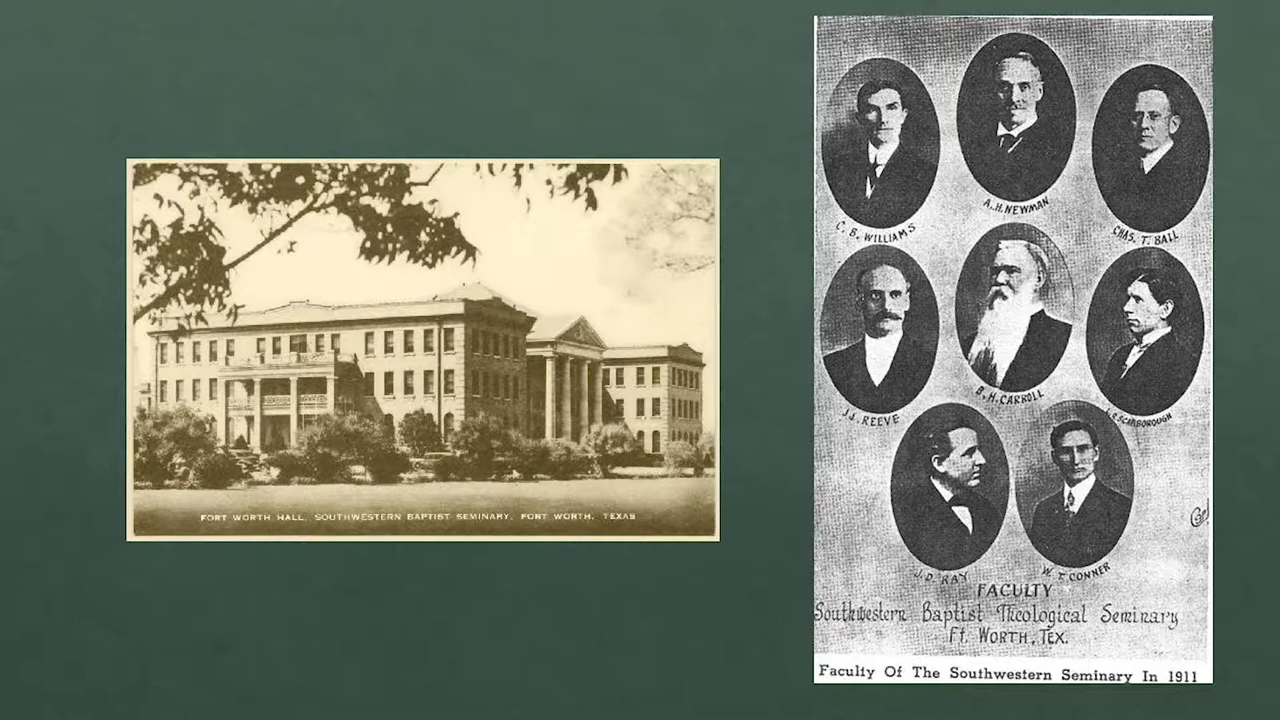 FORT WORTH HALL, SOUTHWESTERN BAPTIST SEMINARY, FORT WORTH, TEXAS
C. B. WILLIAMS
A. H. NEWMAN
CHAS. T. BALL
J. J. REEVE
B. H. CARROLL
SCARBOROUGH
J. D. RAY
W. T. CONNER
FACULTY
Southwestern Baptist Theological Seminary
Ft. WORTH, TEX.
Faculty Of The Southwestern Seminary In 1911